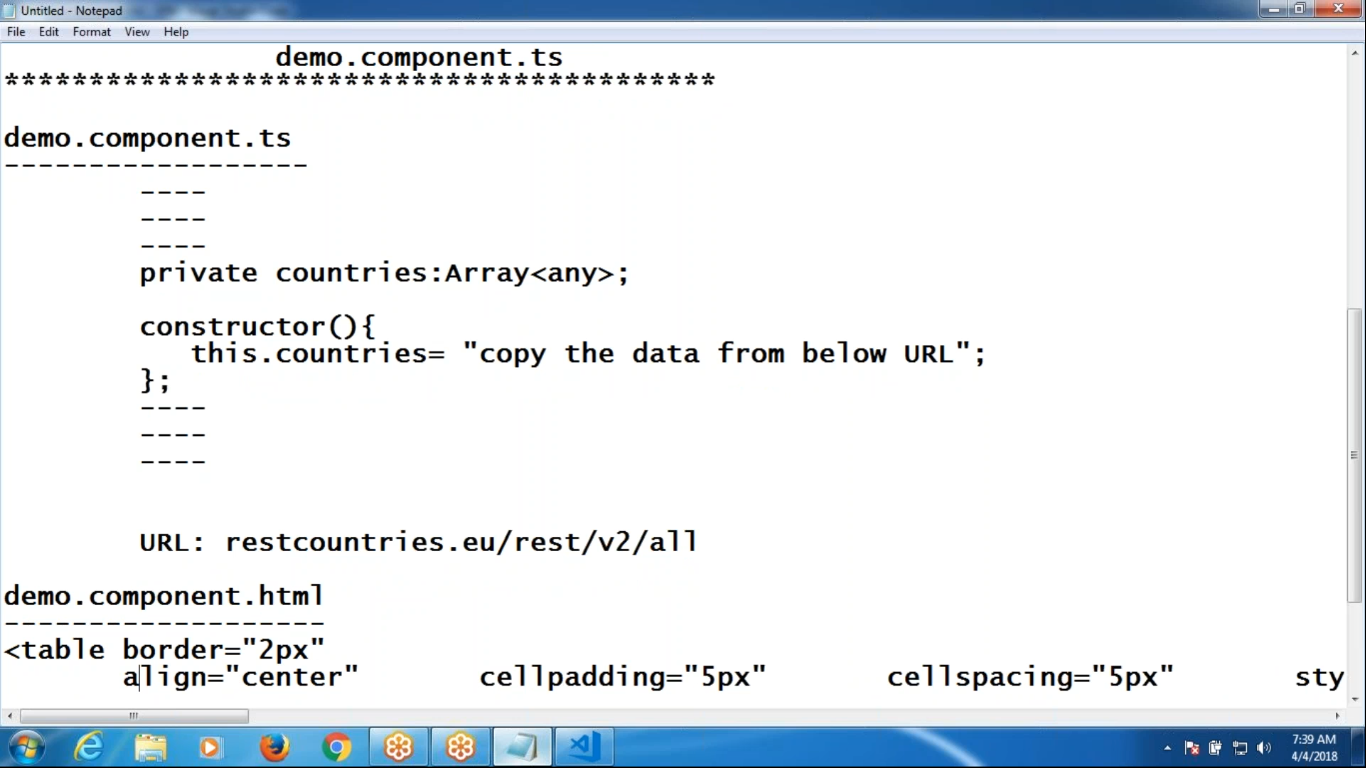 Untitled - Notepad
File Edit Format View Help
demo.component.ts
******************************************
demo.component.ts
------------------
----
----
----
private countries:Array<any>;
constructor(){
this.countries= "copy the data from below URL";
};
----
----
----
URL: restcountries.eu/rest/v2/all
demo.component.html
-------------------
<table border="2px"
align="center" cellpadding="5px" cellspacing="5px" sty
7:39 AM
4/4/2018